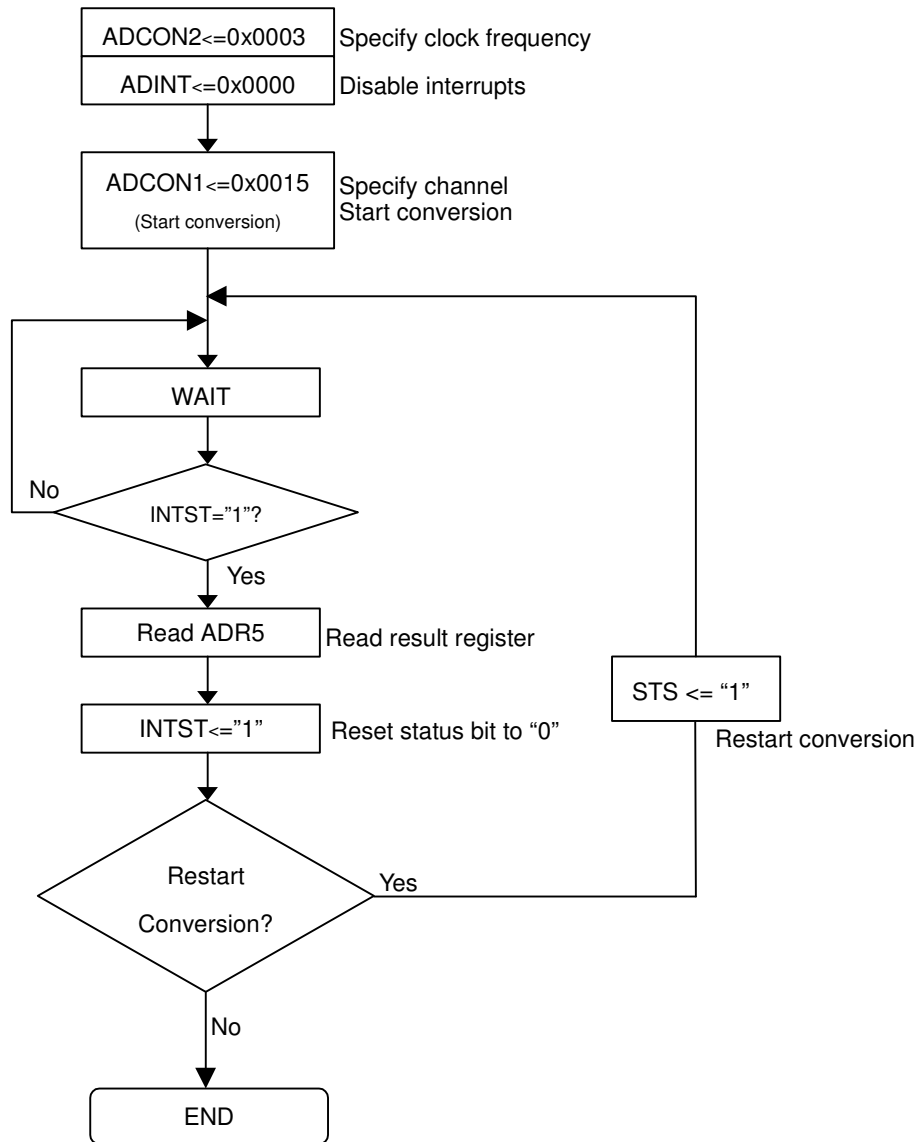 ADCON2<=0x0003
Specify clock frequency
ADINT<=0x0000
Disable interrupts
ADCON1<=0x0015
(Start conversion)
Specify channel
Start conversion
WAIT
No
INTST=”1”?
Yes
Read ADR5
Read result register
STS <= “1”
INTST<=”1”
Reset status bit to “0”
Restart conversion
Restart
Conversion?
Yes
No
END